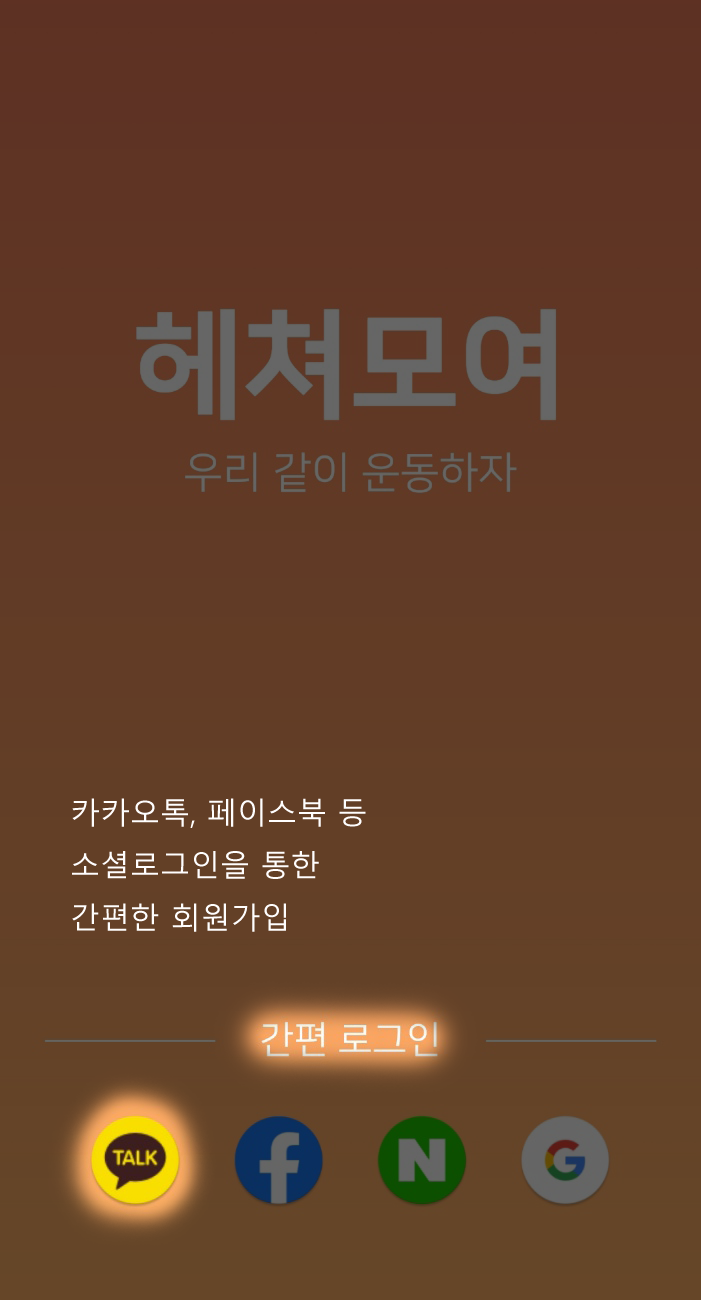 헤쳐모여
우리 같이 운동하자
카카오톡, 페이스북 등
소셜로그인을 통한
간편한 회원가입
간편 로그인
TALK
f
N
G